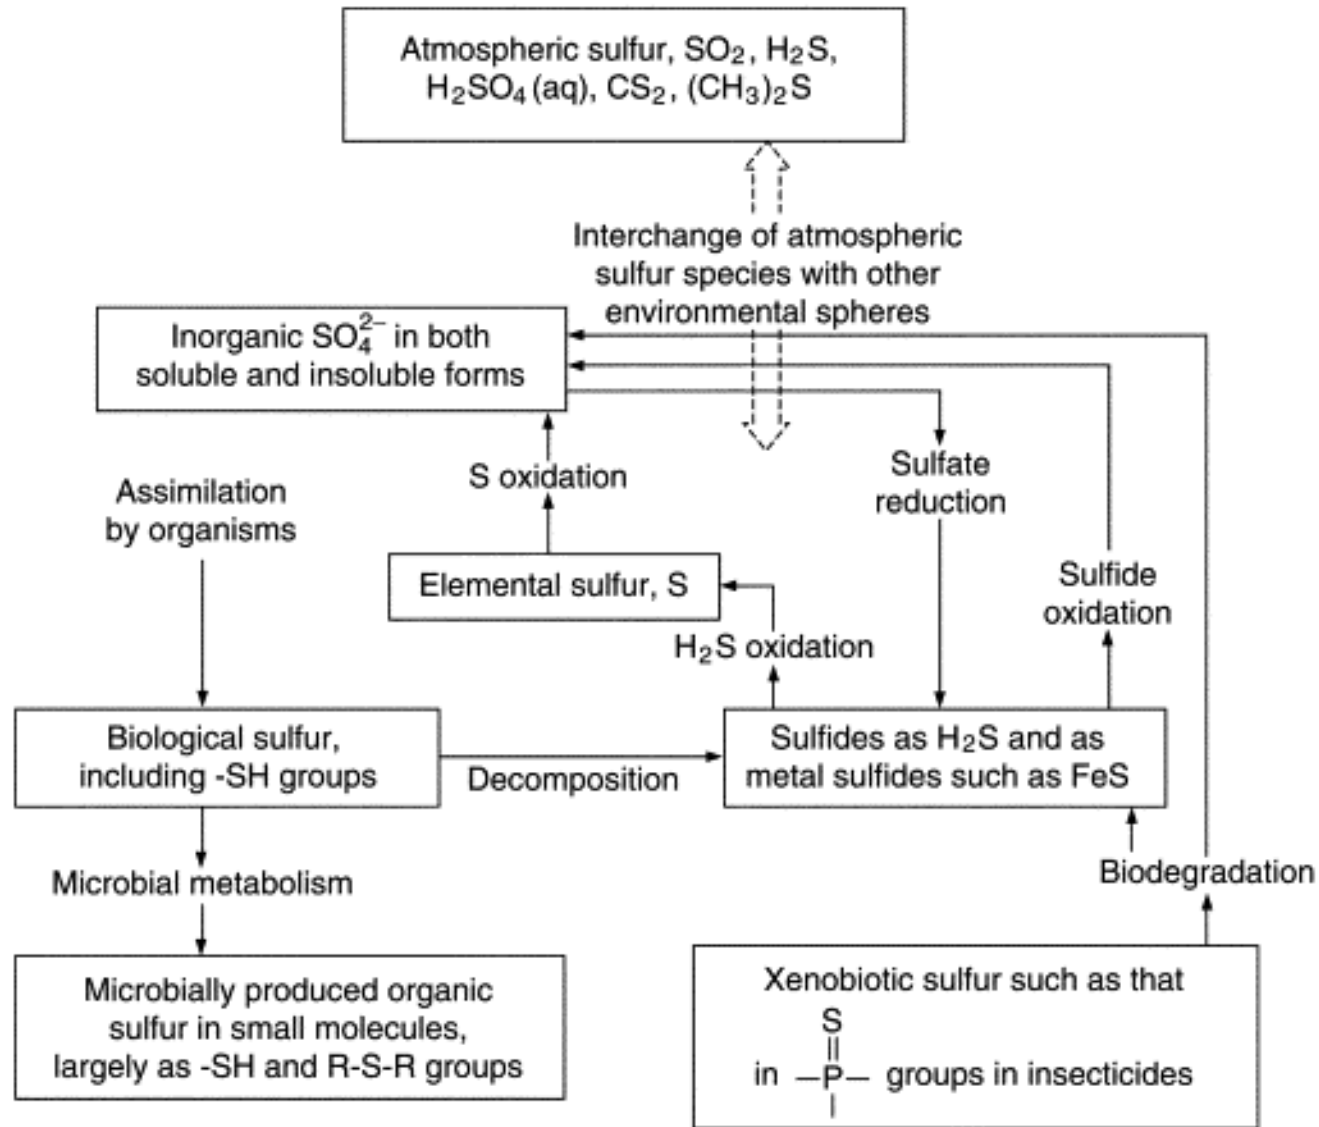 Atmospheric sulfur, SO₂, H₂S,
H₂SO₄ (aq), CS₂, (CH₃)₂S
Interchange of atmospheric
sulfur species with other
environmental spheres
Inorganic SO₄²⁻ in both
soluble and insoluble forms
S oxidation
Sulfate
reduction
Assimilation
by organisms
Elemental sulfur, S
Sulfide
oxidation
H₂S oxidation
Biological sulfur,
including -SH groups
Decomposition
Sulfides as H₂S and as
metal sulfides such as FeS
Microbial metabolism
Biodegradation
Microbially produced organic
sulfur in small molecules,
largely as -SH and R-S-R groups
Xenobiotic sulfur such as that
S
in –P– groups in insecticides